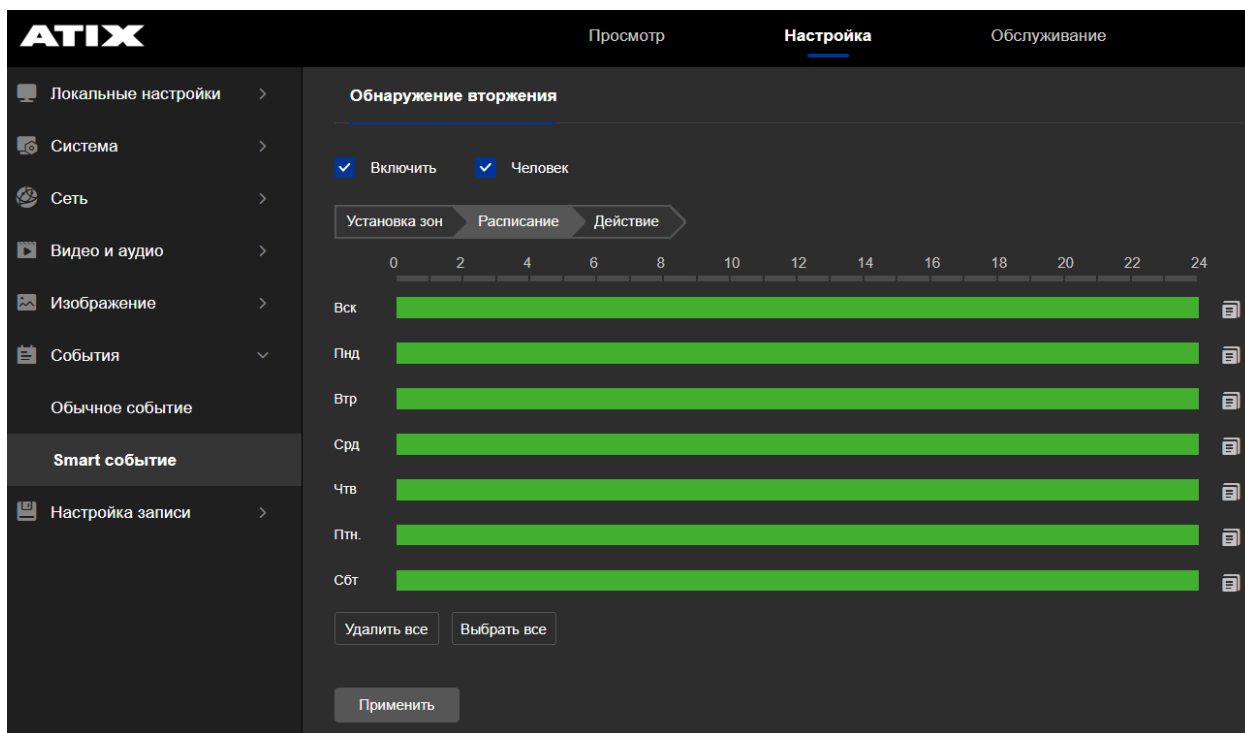 ATIX
Просмотр
Настройка
Обслуживание
Локальные настройки
Система
Сеть
Видео и аудио
Изображение
События
Обычное событие
Smart событие
Настройка записи
Обнаружение вторжения
Включить
Человек
Установка зон
Расписание
Действие
0 2 4 6 8 10 12 14 16 18 20 22 24
Вск
Пнд
Втр
Срд
Чтв
Птн.
Сбт
Удалить все
Выбрать все
Применить